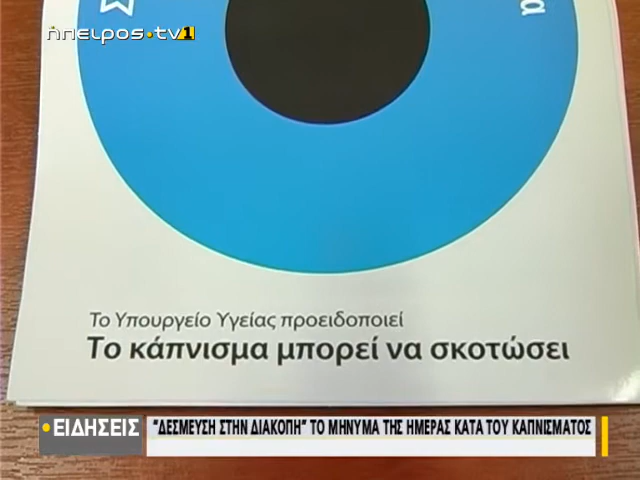 ήπειρος.tv1
Σ
α
Το Υπουργείο Υγείας προειδοποιεί
Το κάπνισμα μπορεί να σκοτώσει
ΕΙΔΗΣΕΙΣ
"ΔΕΣΜΕΥΣΗ ΣΤΗΝ ΔΙΑΚΟΠΗ" ΤΟ ΜΗΝΥΜΑ ΤΗΣ ΗΜΕΡΑΣ ΚΑΤΑ ΤΟΥ ΚΑΠΝΙΣΜΑΤΟΣ